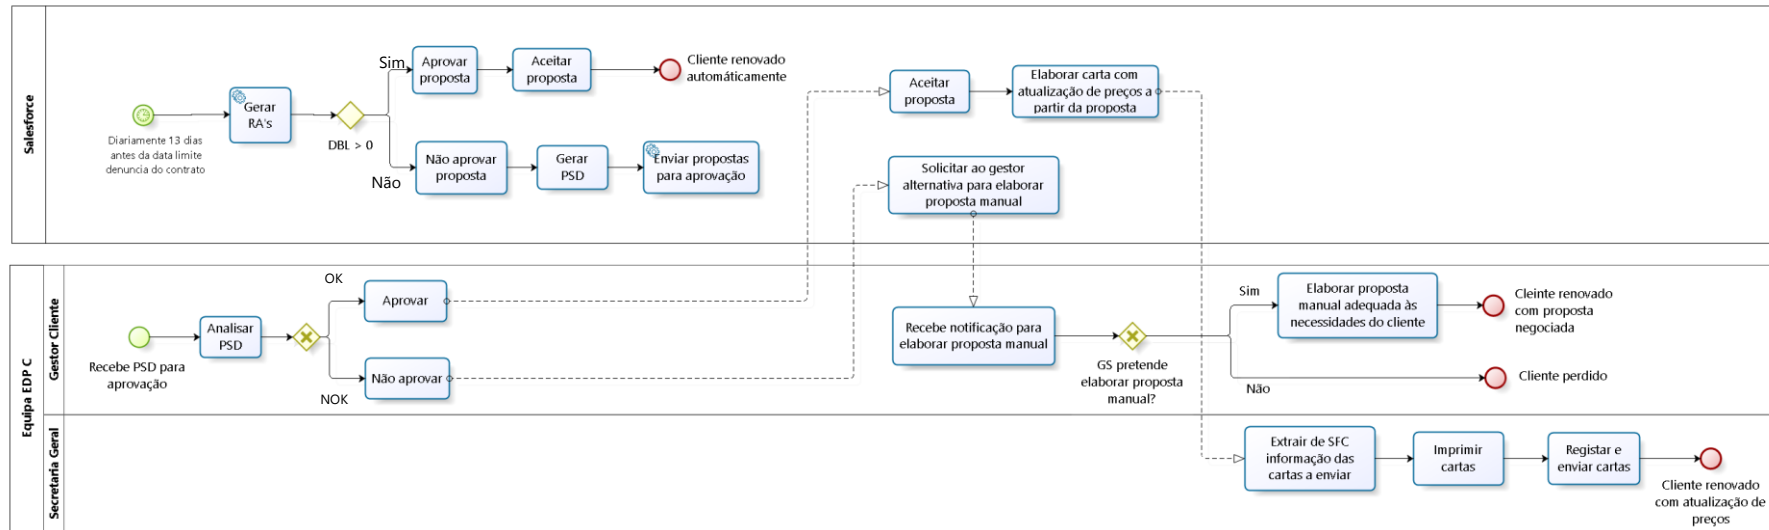 Salesforce
Diariamente 13 dias
antes da data limite
denuncia do contrato
Gerar
RA's
DBL > 0
Sim
Aprovar
proposta
Aceitar
proposta
Cliente renovado
automáticamente
Não
Não aprovar
proposta
Gerar
PSD
Enviar propostas
para aprovação
Aceitar
proposta
Elaborar carta com
atualização de preços a
partir da proposta
Solicitar ao gestor
alternativa para elaborar
proposta manual
Equipa EDP C
Gestor Cliente
Recebe PSD para
aprovação
Analisar
PSD
OK
Aprovar
NOK
Não aprovar
Recebe notificação para
elaborar proposta manual
GS pretende
elaborar proposta
manual?
Sim
Elaborar proposta
manual adequada às
necessidades do cliente
Cleinte renovado
com proposta
negociada
Não
Cliente perdido
Secretaria Geral
Extrair de SFC
informação das
cartas a enviar
Imprimir
cartas
Registar e
enviar cartas
Cliente renovado
com atualização de
preços